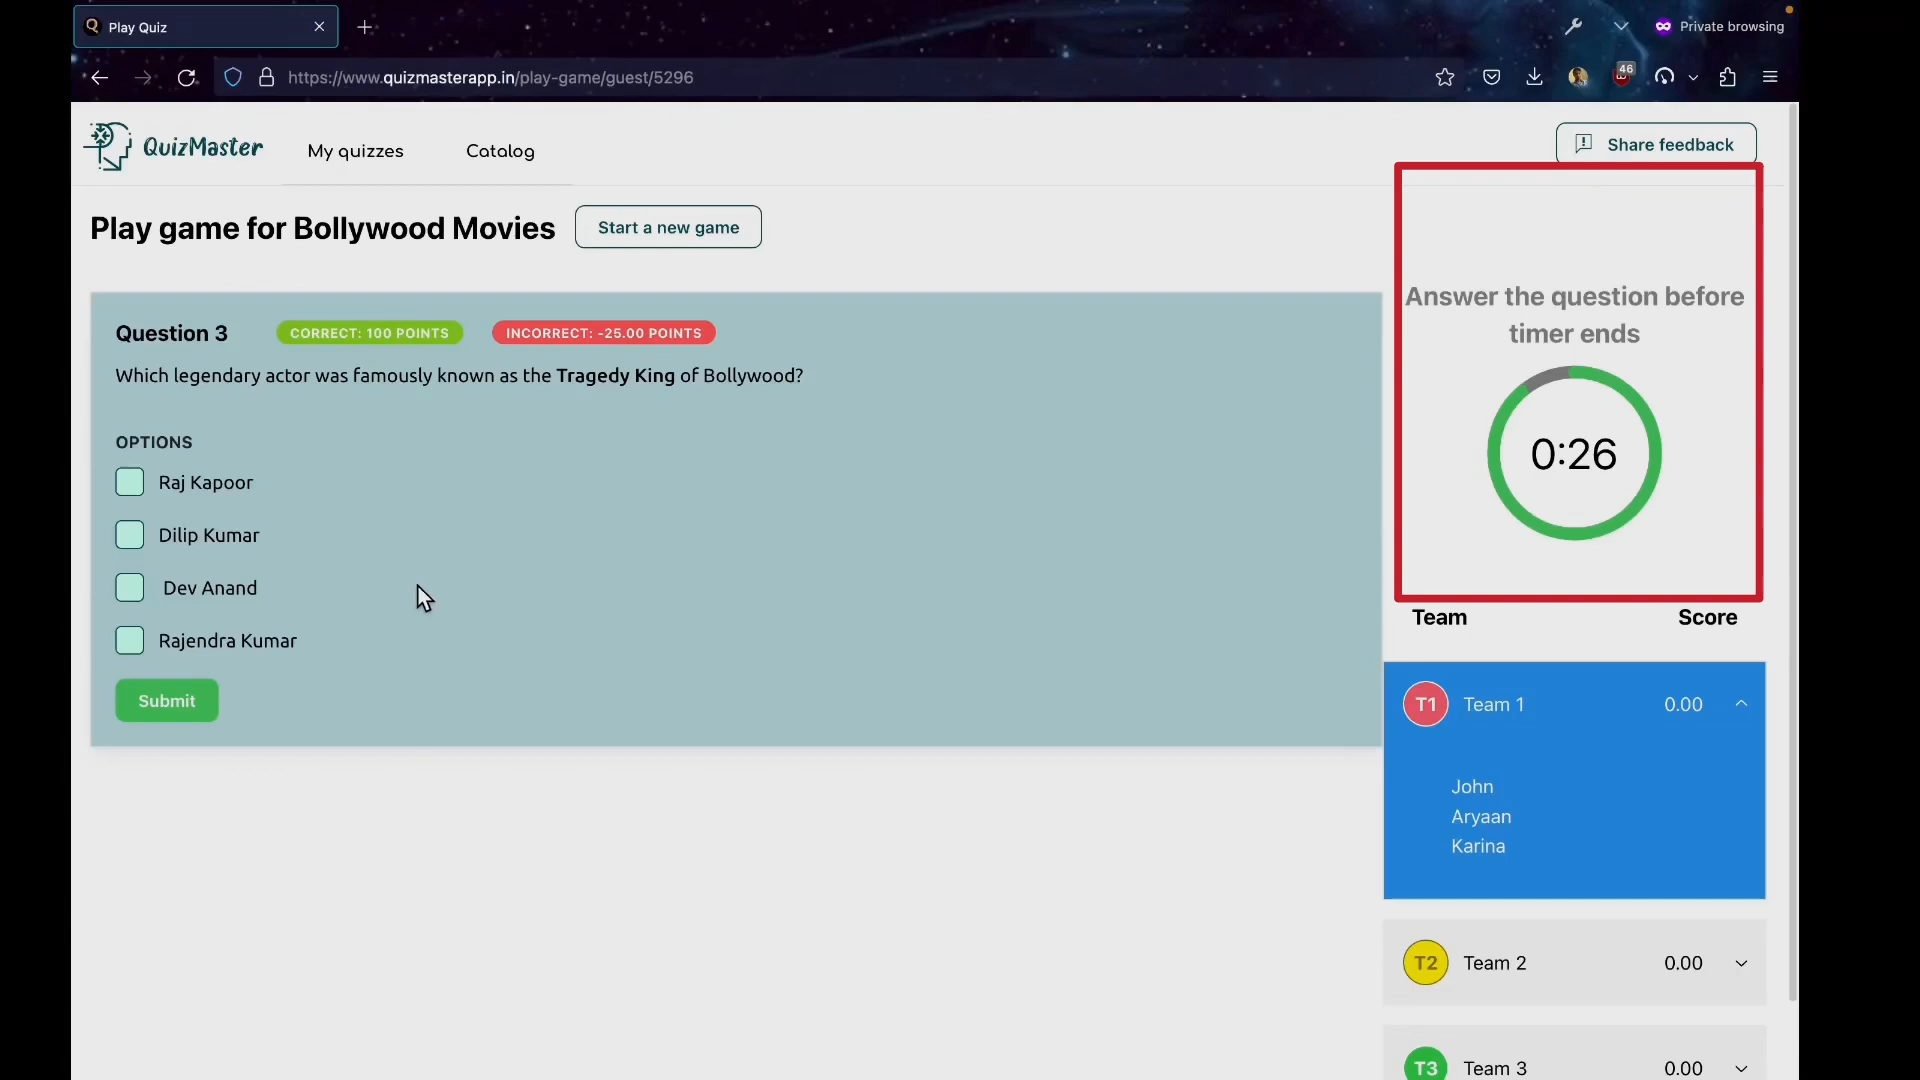 Play Quiz
Private browsing
https://www.quizmasterapp.in/play-game/guest/5296
46
QuizMaster
My quizzes
Catalog
Share feedback
Play game for Bollywood Movies
Start a new game
Answer the question before
timer ends
0:26
Question 3
CORRECT: 100 POINTS
INCORRECT: -25.00 POINTS
Which legendary actor was famously known as the Tragedy King of Bollywood?
OPTIONS
Raj Kapoor
Dilip Kumar
Dev Anand
Rajendra Kumar
Submit
Team Score
T1 Team 1 0.00
John
Aryaan
Karina
T2 Team 2 0.00
T3 Team 3 0.00